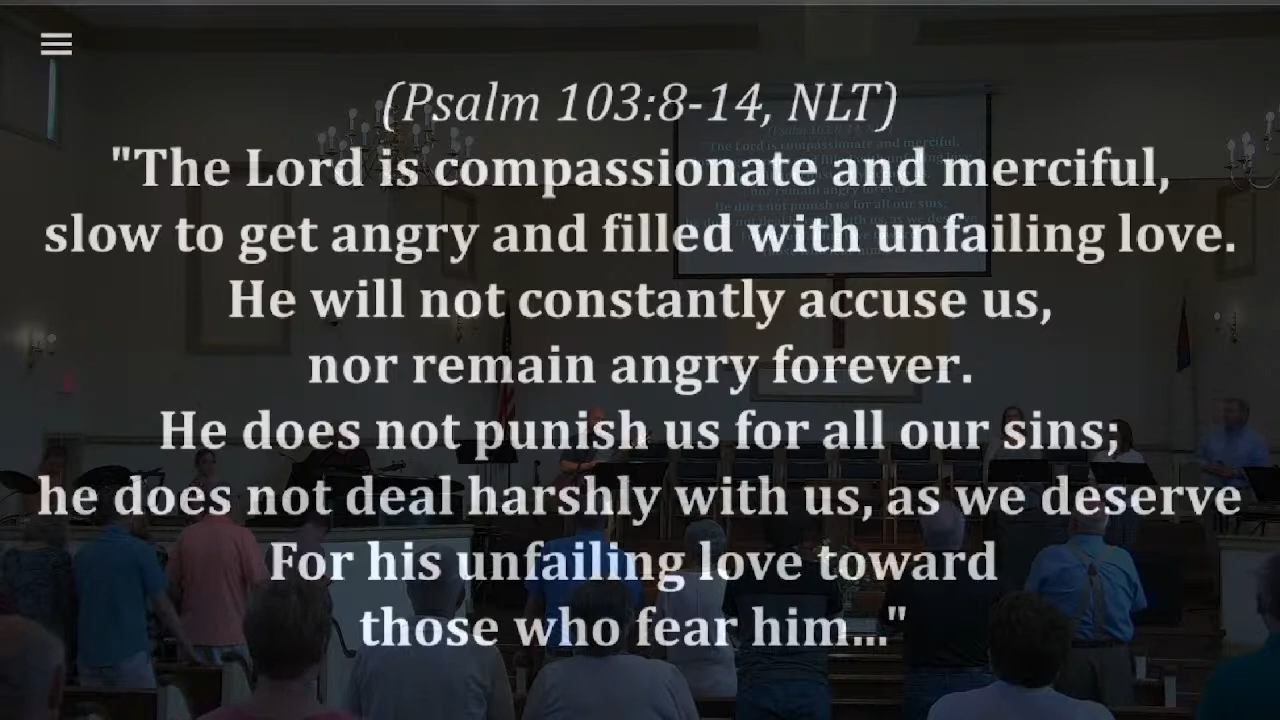 (Psalm 103:8-14, NLT)
"The Lord is compassionate and merciful,
slow to get angry and filled with unfailing love.
He will not constantly accuse us,
nor remain angry forever.
He does not punish us for all our sins;
he does not deal harshly with us, as we deserve
For his unfailing love toward
those who fear him..."